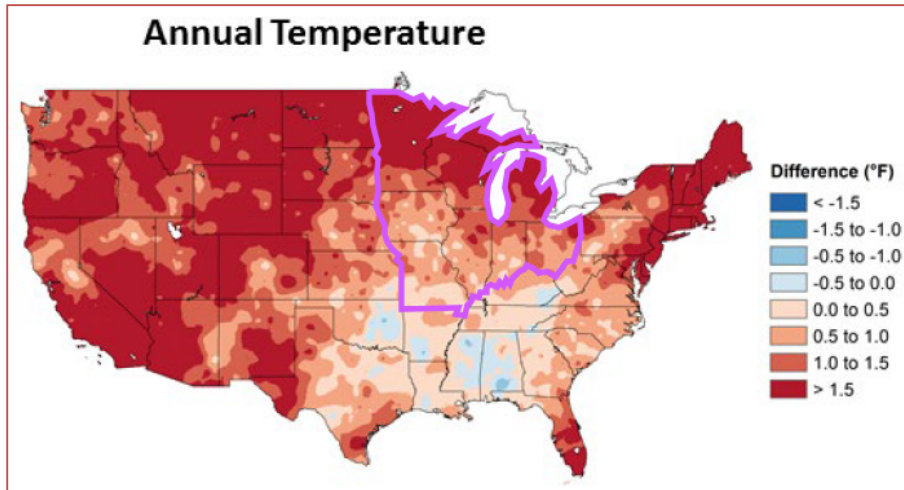 Annual Temperature
Difference (°F)
< -1.5
-1.5 to -1.0
-0.5 to -1.0
-0.5 to 0.0
0.0 to 0.5
0.5 to 1.0
1.0 to 1.5
> 1.5